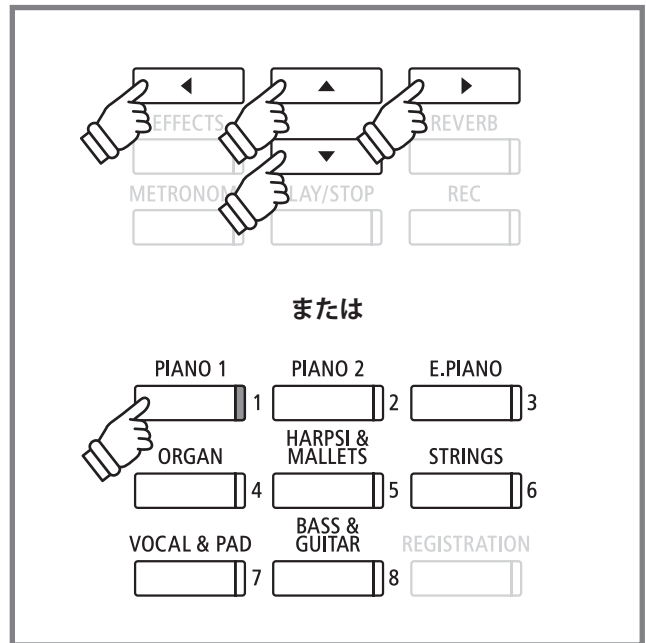 ◀ ▲ ▶
EFFECTS REVERB
▼
METRONOM LAY/STOP REC
または
PIANO 1 PIANO 2 E.PIANO
1 2 3
ORGAN HARPSI & MALLETS STRINGS
4 5 6
VOCAL & PAD BASS & GUITAR REGISTRATION
7 8